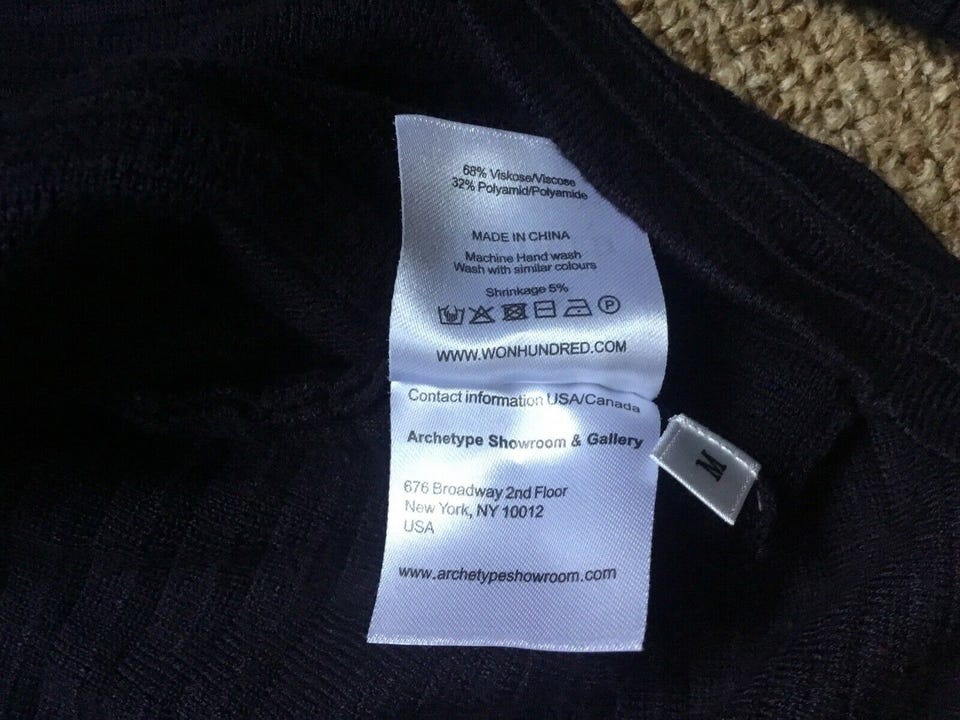 68% Viskose/Viscose
32% Polyamid/Polyamide
MADE IN CHINA
Machine Hand wash
Wash with similar colours
Shrinkage 5%
P
WWW.WONHUNDRED.COM
Contact information USA/Canada
Archetype Showroom & Gallery
676 Broadway 2nd Floor
New York, NY 10012
USA
www.archetypeshowroom.com
M